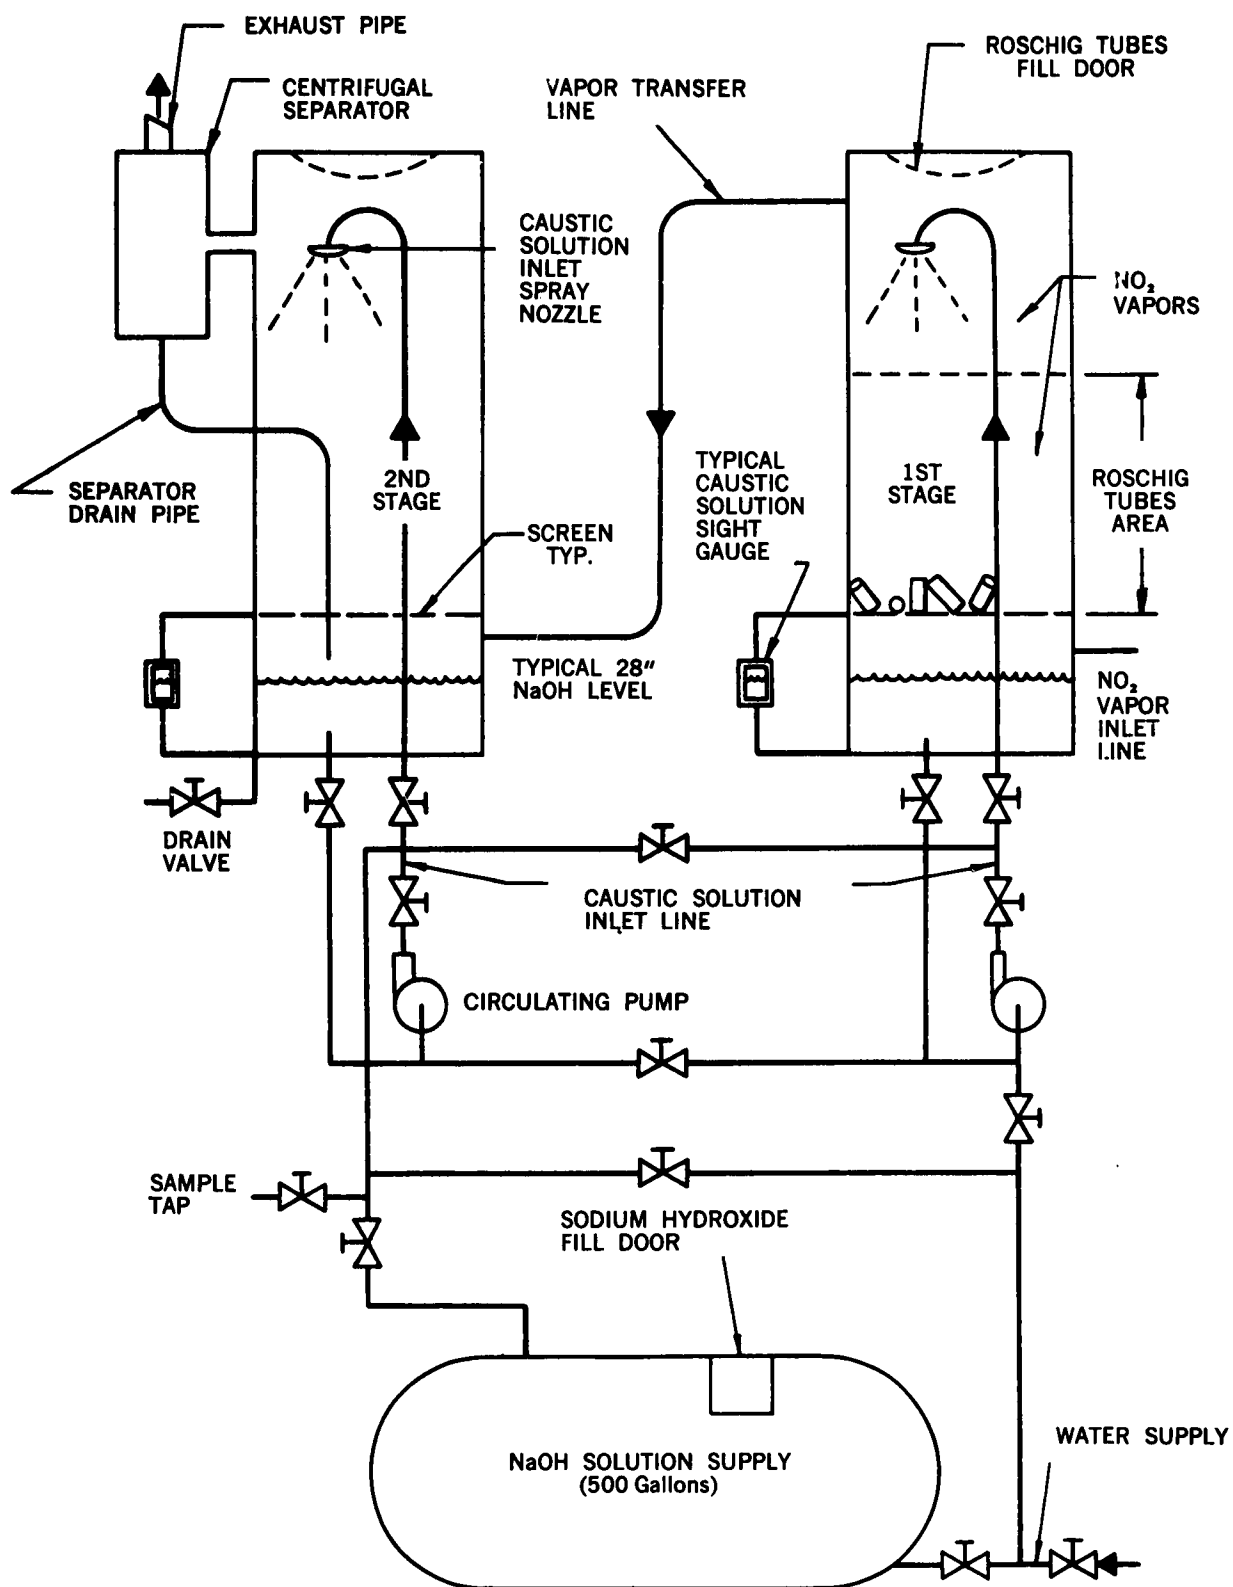 EXHAUST PIPE
CENTRIFUGAL
SEPARATOR
VAPOR TRANSFER
LINE
ROSCHIG TUBES
FILL DOOR
CAUSTIC
SOLUTION
INLET
SPRAY
NOZZLE
NO₂
VAPORS
2ND
STAGE
SEPARATOR
DRAIN PIPE
SCREEN
TYP.
TYPICAL
CAUSTIC
SOLUTION
SIGHT
GAUGE
1ST
STAGE
ROSCHIG
TUBES
AREA
TYPICAL 28"
NaOH LEVEL
NO₂
VAPOR
INLET
LINE
DRAIN
VALVE
CAUSTIC SOLUTION
INLET LINE
CIRCULATING PUMP
SAMPLE
TAP
SODIUM HYDROXIDE
FILL DOOR
NaOH SOLUTION SUPPLY
(500 Gallons)
WATER SUPPLY